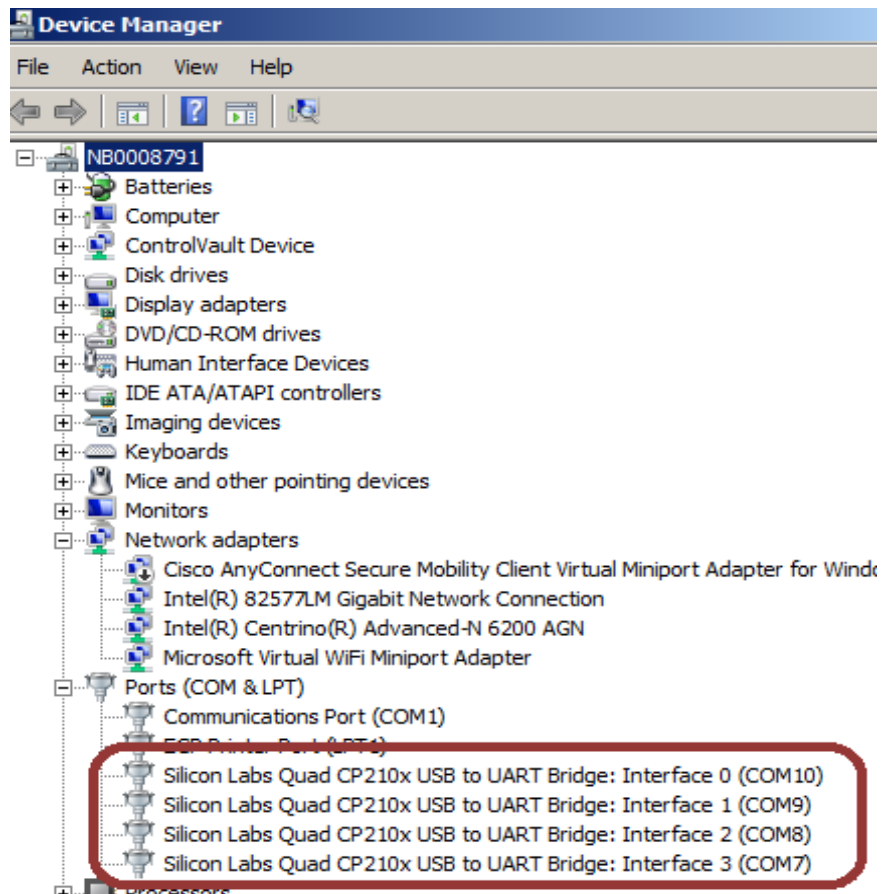 Device Manager
File Action View Help
NB0008791
Batteries
Computer
ControlVault Device
Disk drives
Display adapters
DVD/CD-ROM drives
Human Interface Devices
IDE ATA/ATAPI controllers
Imaging devices
Keyboards
Mice and other pointing devices
Monitors
Network adapters
Cisco AnyConnect Secure Mobility Client Virtual Miniport Adapter for Windo
Intel(R) 82577LM Gigabit Network Connection
Intel(R) Centrino(R) Advanced-N 6200 AGN
Microsoft Virtual WiFi Miniport Adapter
Ports (COM & LPT)
Communications Port (COM1)
ECP Printer Port (LPT1)
Silicon Labs Quad CP210x USB to UART Bridge: Interface 0 (COM10)
Silicon Labs Quad CP210x USB to UART Bridge: Interface 1 (COM9)
Silicon Labs Quad CP210x USB to UART Bridge: Interface 2 (COM8)
Silicon Labs Quad CP210x USB to UART Bridge: Interface 3 (COM7)
Processors